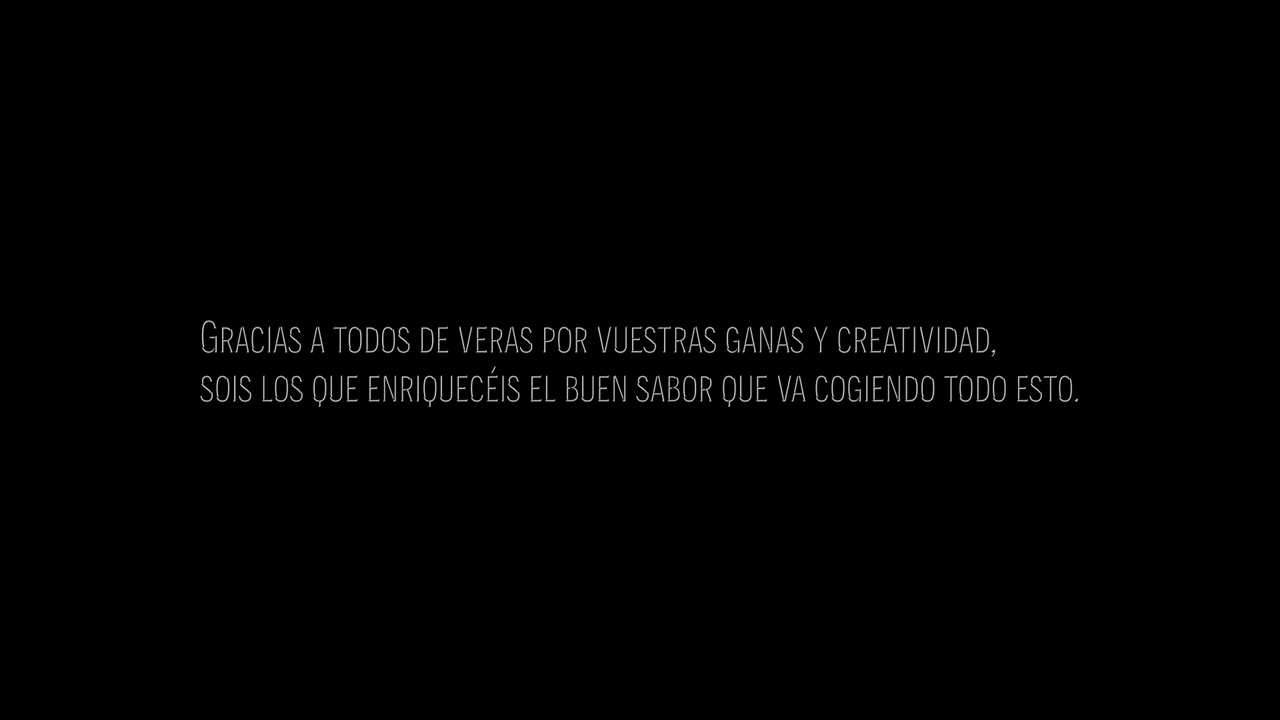 Gracias a todos de veras por vuestras ganas y creatividad,
sois los que enriquecéis el buen sabor que va cogiendo todo esto.